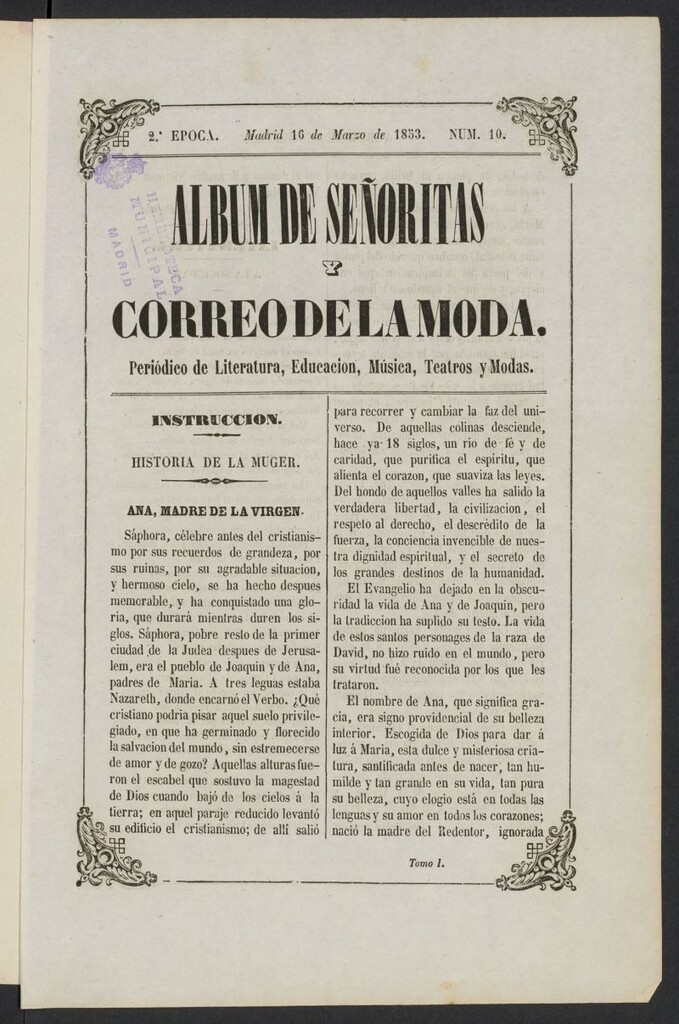 2.ª EPOCA. Madrid 16 de Marzo de 1853. NUM. 10.
HEMEROTECA
MUNICIPAL
MADRID
ALBUM DE SEÑORITAS
Y
CORREO DE LA MODA.
Periódico de Literatura, Educacion, Música, Teatros y Modas.
INSTRUCCION.
HISTORIA DE LA MUGER.
ANA, MADRE DE LA VIRGEN.
Sáphora, célebre antes del cristianis-
mo por sus recuerdos de grandeza, por
sus ruinas, por su agradable situacion,
y hermoso cielo, se ha hecho despues
memorable, y ha conquistado una glo-
ria, que durará mientras duren los si-
glos. Sáphora, pobre resto de la primer
ciudad de la Judea despues de Jerusa-
lem, era el pueblo de Joaquin y de Ana,
padres de Maria. A tres leguas estaba
Nazareth, donde encarnó el Verbo. ¿Qué
cristiano podria pisar aquel suelo privile-
giado, en que ha germinado y florecido
la salvacion del mundo, sin estremecerse
de amor y de gozo? Aquellas alturas fue-
ron el escabel que sostuvo la magestad
de Dios cuando bajó de los cielos á la
tierra; en aquel paraje reducido levantó
su edificio el cristianismo; de allí salió
para recorrer y cambiar la faz del uni-
verso. De aquellas colinas desciende,
hace ya 18 siglos, un rio de fé y de
caridad, que purifica el espiritu, que
alienta el corazon, que suaviza las leyes.
Del hondo de aquellos valles ha salido la
verdadera libertad, la civilizacion, el
respeto al derecho, el descrédito de la
fuerza, la conciencia invencible de nues-
tra dignidad espiritual, y el secreto de
los grandes destinos de la humanidad.
El Evangelio ha dejado en la obscu-
ridad la vida de Ana y de Joaquin, pero
la tradiccion ha suplido su testo. La vida
de estos santos personages de la raza de
David, no hizo ruido en el mundo, pero
su virtud fué reconocida por los que les
trataron.
El nombre de Ana, que significa gra-
cia, era signo providencial de su belleza
interior. Escogida de Dios para dar á
luz á Maria, esta dulce y misteriosa cria-
tura, santificada antes de nacer, tan hu-
milde y tan grande en su vida, tan pura
su belleza, cuyo elogio está en todas las
lenguas y su amor en todos los corazones;
nació la madre del Redentor, ignorada
Tomo I.